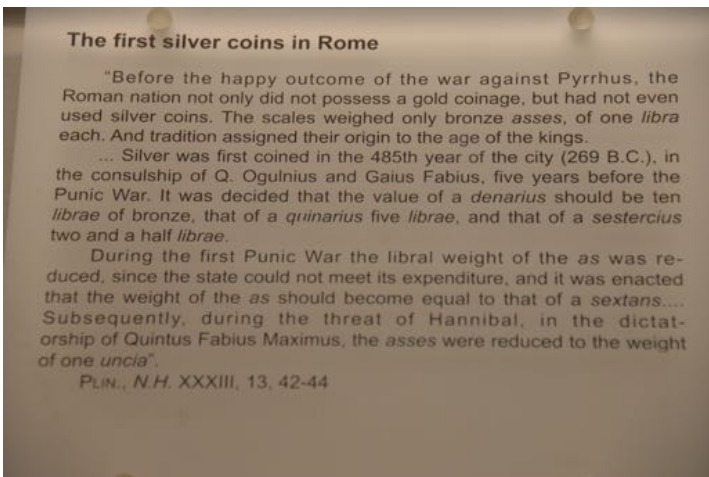 The first silver coins in Rome
"Before the happy outcome of the war against Pyrrhus, the
Roman nation not only did not possess a gold coinage, but had not even
used silver coins. The scales weighed only bronze asses, of one libra
each. And tradition assigned their origin to the age of the kings.
... Silver was first coined in the 485th year of the city (269 B.C.), in
the consulship of Q. Ogulnius and Gaius Fabius, five years before the
Punic War. It was decided that the value of a denarius should be ten
librae of bronze, that of a quinarius five librae, and that of a sestercius
two and a half librae.
During the first Punic War the libral weight of the as was re-
duced, since the state could not meet its expenditure, and it was enacted
that the weight of the as should become equal to that of a sextans....
Subsequently, during the threat of Hannibal, in the dictat-
orship of Quintus Fabius Maximus, the asses were reduced to the weight
of one uncia".
PLIN., N.H. XXXIII, 13, 42-44